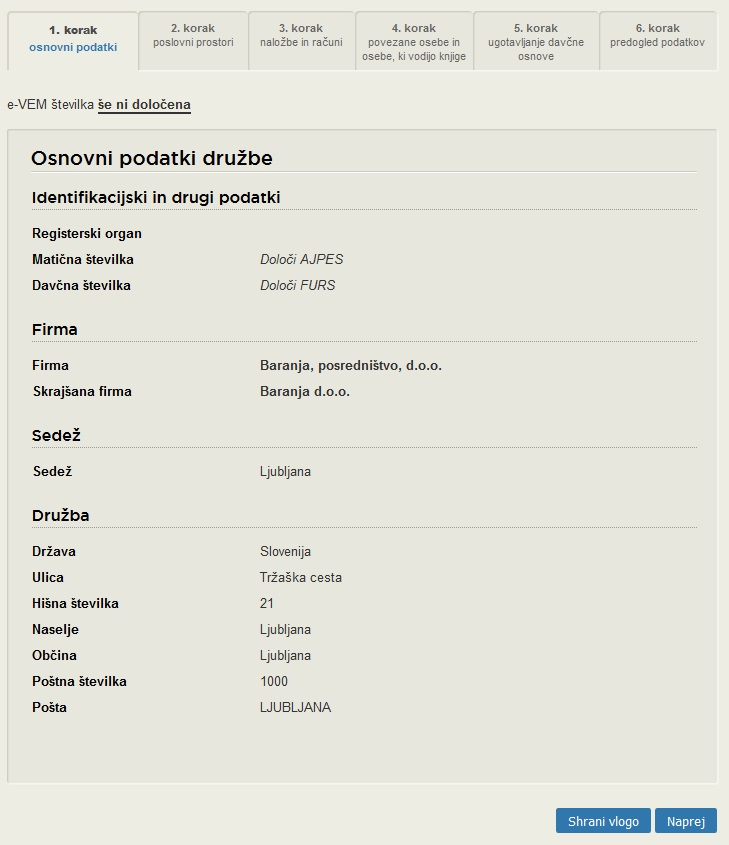 1. korak
osnovni podatki
2. korak
poslovni prostori
3. korak
naložbe in računi
4. korak
povezane osebe in
osebe, ki vodijo knjige
5. korak
ugotavljanje davčne
osnove
6. korak
predogled podatkov
e-VEM številka še ni določena
Osnovni podatki družbe
Identifikacijski in drugi podatki
Registerski organ
Matična številka Določi AJPES
Davčna številka Določi FURS
Firma
Firma Baranja, posredništvo, d.o.o.
Skrajšana firma Baranja d.o.o.
Sedež
Sedež Ljubljana
Družba
Država Slovenija
Ulica Tržaška cesta
Hišna številka 21
Naselje Ljubljana
Občina Ljubljana
Poštna številka 1000
Pošta LJUBLJANA
Shrani vlogo Naprej